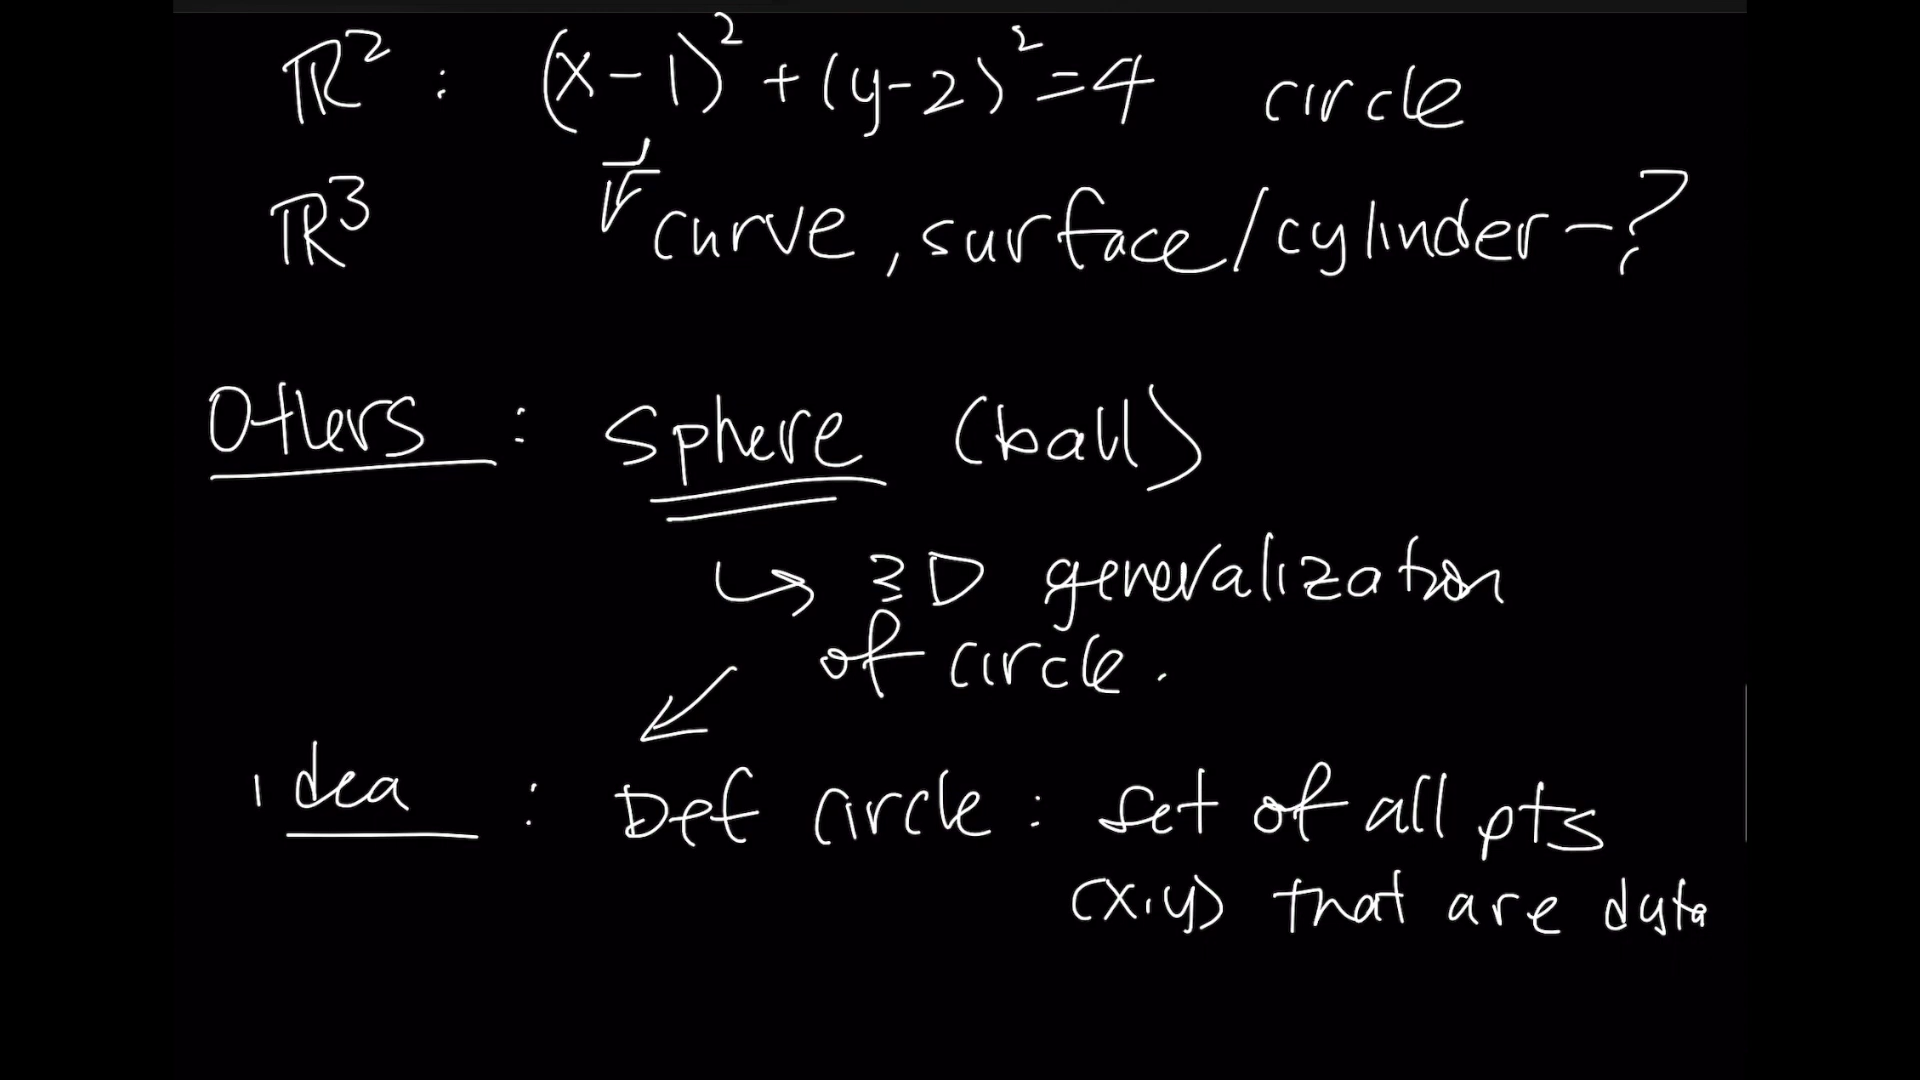 ℝ² : (x-1)² + (y-2)² = 4 circle
ℝ³ curve, surface/cylinder - ?
Others : Sphere (ball)
↳ 3D generalization
of circle.
idea : Def circle : set of all pts
(x,y) that are